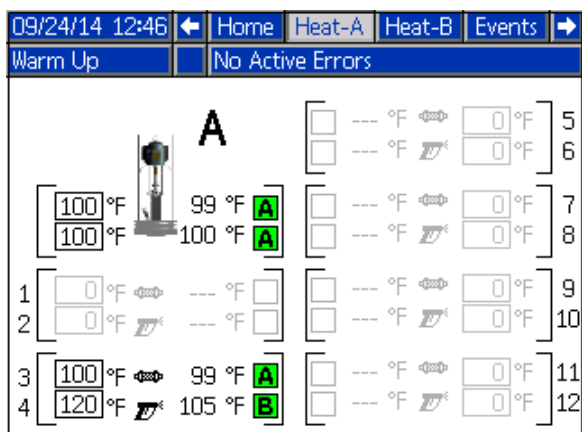 09/24/14 12:46 Home Heat-A Heat-B Events
Warm Up No Active Errors
A
100 °F 99 °F A
100 °F 100 °F A
1 0 °F --- °F
2 0 °F --- °F
3 100 °F 99 °F A
4 120 °F 105 °F B
--- °F 0 °F 5
--- °F 0 °F 6
--- °F 0 °F 7
--- °F 0 °F 8
--- °F 0 °F 9
--- °F 0 °F 10
--- °F 0 °F 11
--- °F 0 °F 12